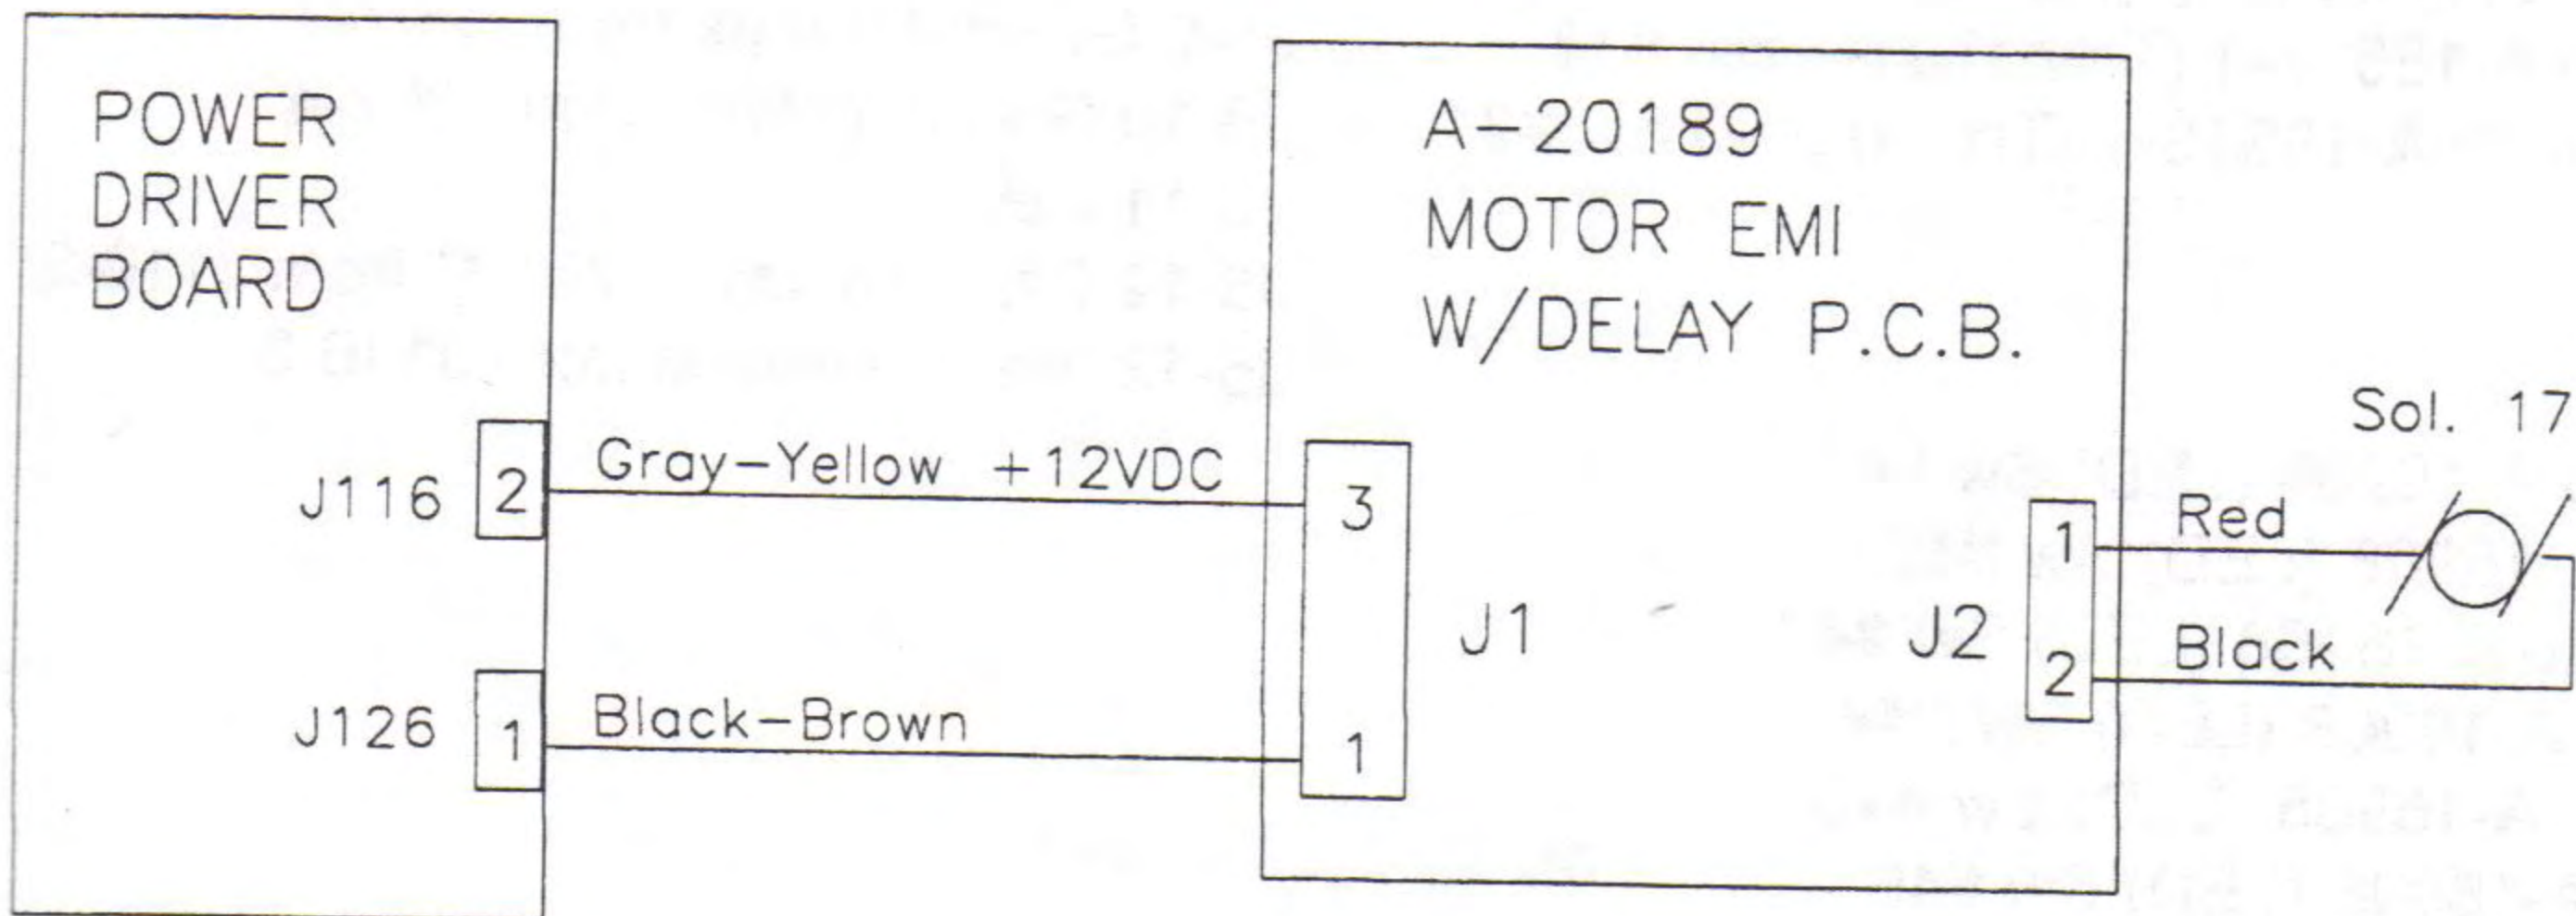 POWER
DRIVER
BOARD
A-20189
MOTOR EMI
W/DELAY P.C.B.
Sol. 17
J116
2
Gray-Yellow +12VDC
3
1
Red
J1
J2
2
Black
J126
1
Black-Brown
1